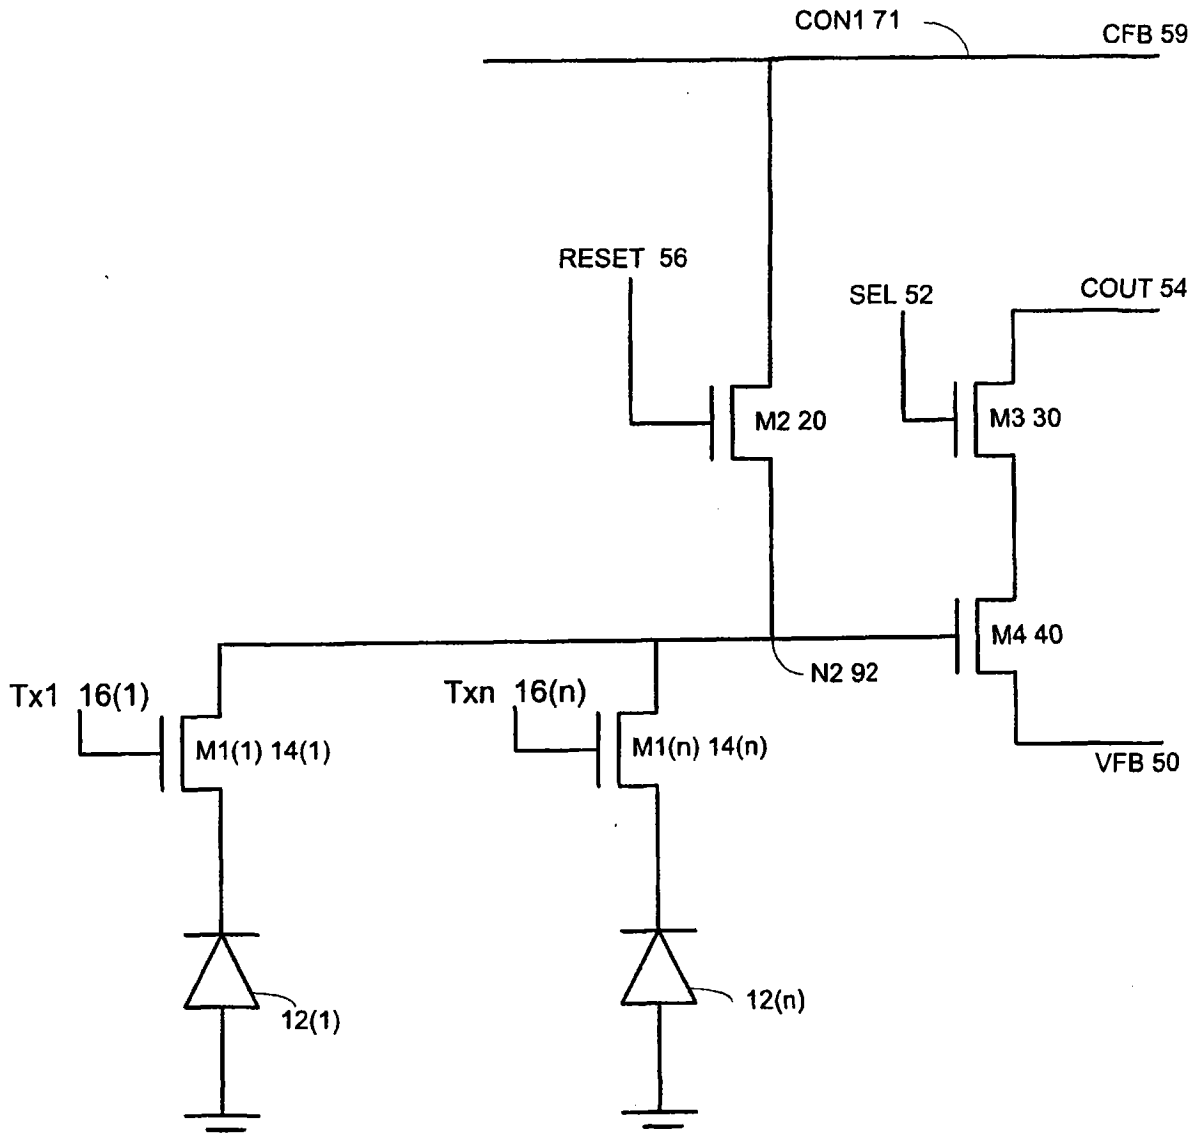 CON1 71
CFB 59
RESET 56
SEL 52
COUT 54
M2 20
M3 30
M4 40
N2 92
Tx1 16(1)
Txn 16(n)
M1(1) 14(1)
M1(n) 14(n)
VFB 50
12(1)
12(n)